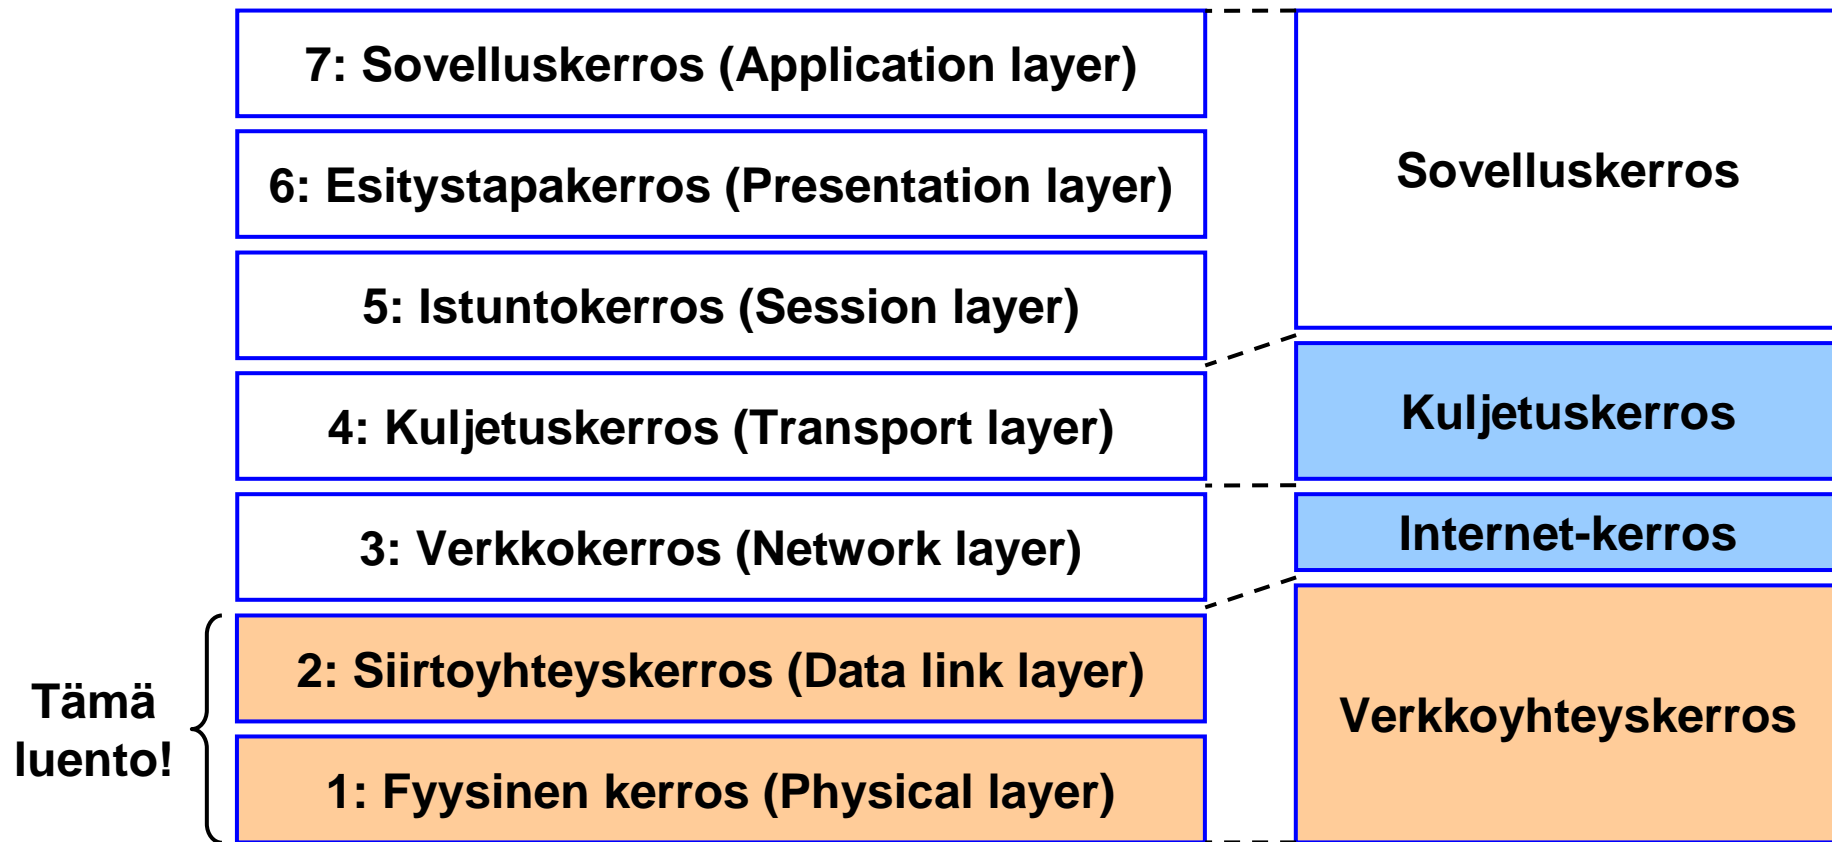 7: Sovelluskerros (Application layer)
6: Esitystapakerros (Presentation layer)
5: Istuntokerros (Session layer)
4: Kuljetuskerros (Transport layer)
3: Verkkokerros (Network layer)
2: Siirtoyhteyskerros (Data link layer)
1: Fyysinen kerros (Physical layer)
Tämä
luento!
Sovelluskerros
Kuljetuskerros
Internet-kerros
Verkkoyhteyskerros